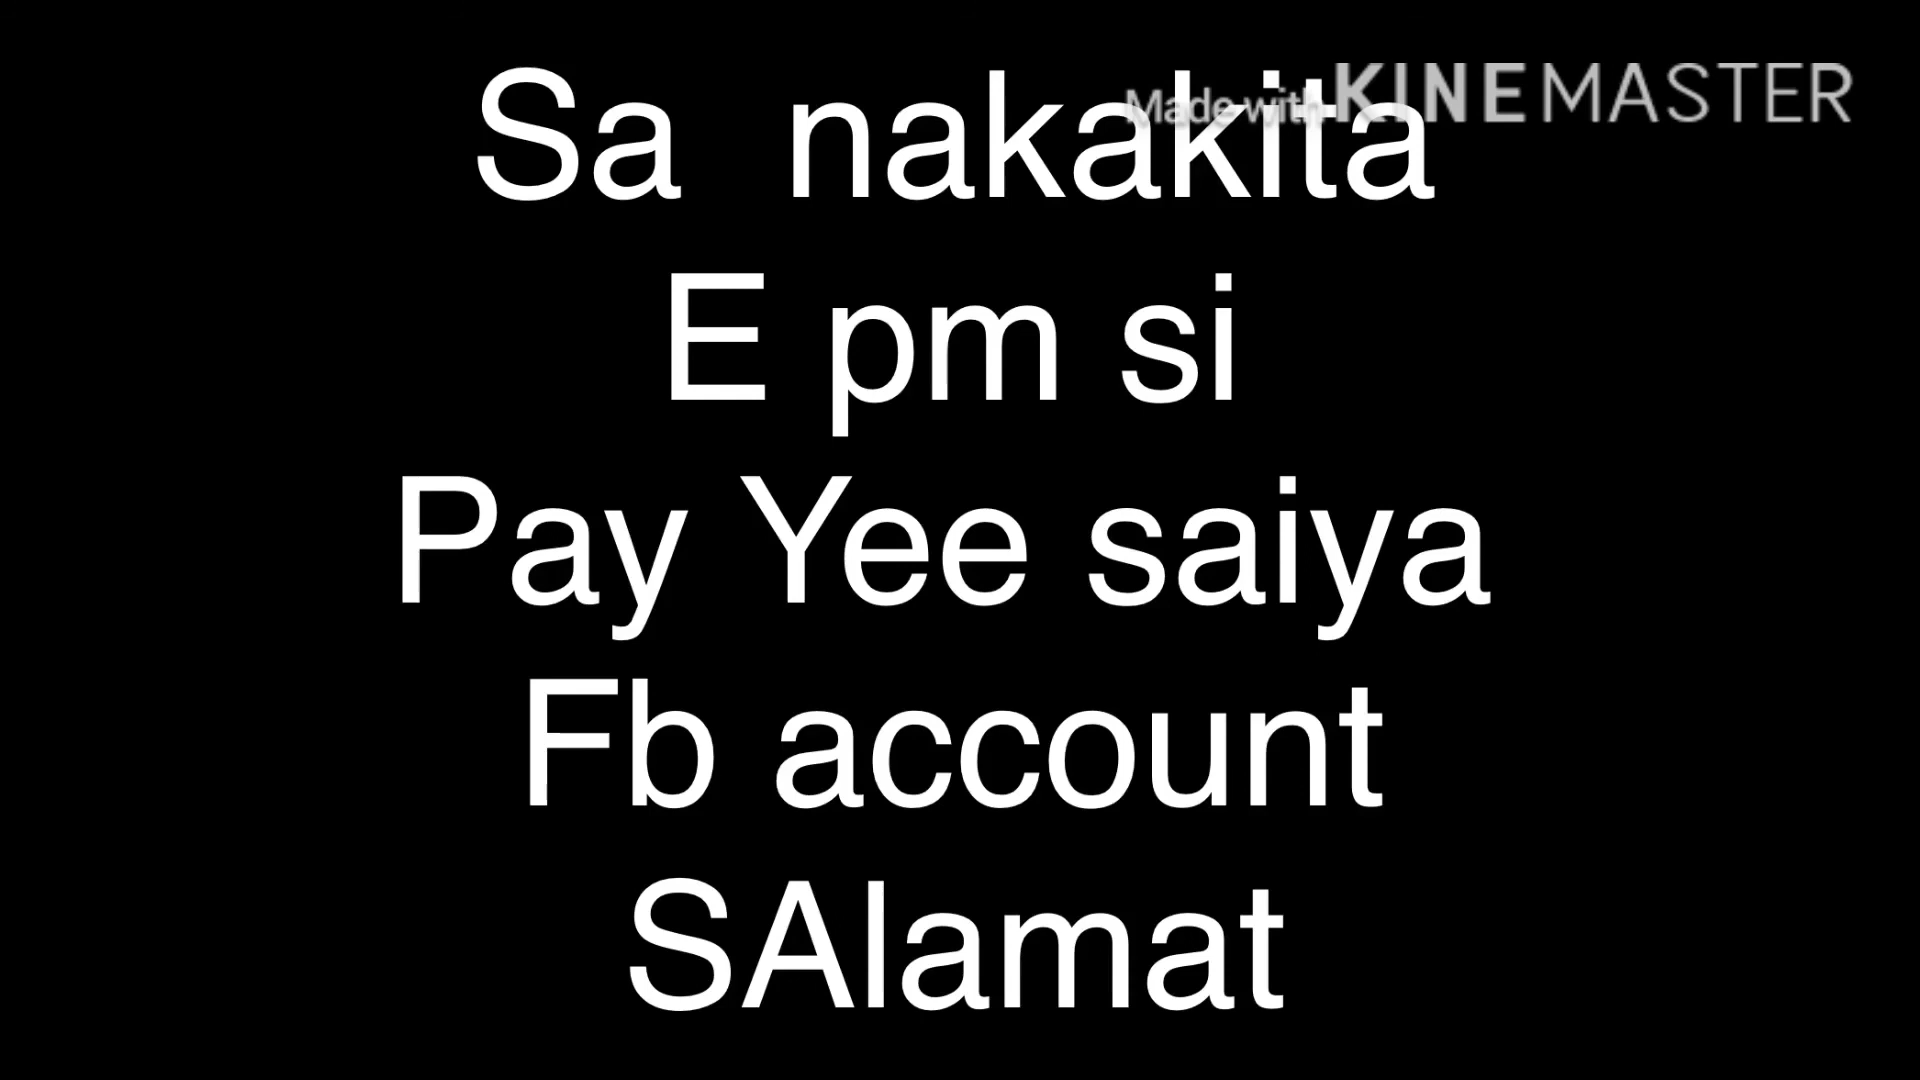 Made with KINEMASTER
Sa nakakita
E pm si
Pay Yee saiya
Fb account
SAlamat